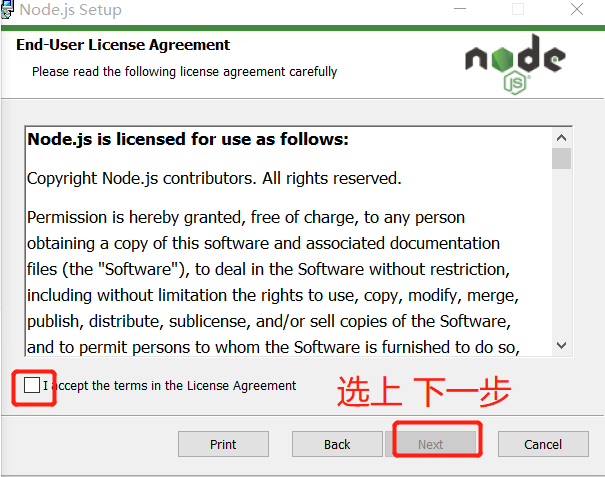 Node.js Setup
End-User License Agreement
Please read the following license agreement carefully
node
JS
Node.js is licensed for use as follows:
Copyright Node.js contributors. All rights reserved.
Permission is hereby granted, free of charge, to any person
obtaining a copy of this software and associated documentation
files (the "Software"), to deal in the Software without restriction,
including without limitation the rights to use, copy, modify, merge,
publish, distribute, sublicense, and/or sell copies of the Software,
and to permit persons to whom the Software is furnished to do so,
I accept the terms in the License Agreement
选上 下一步
Print Back Next Cancel